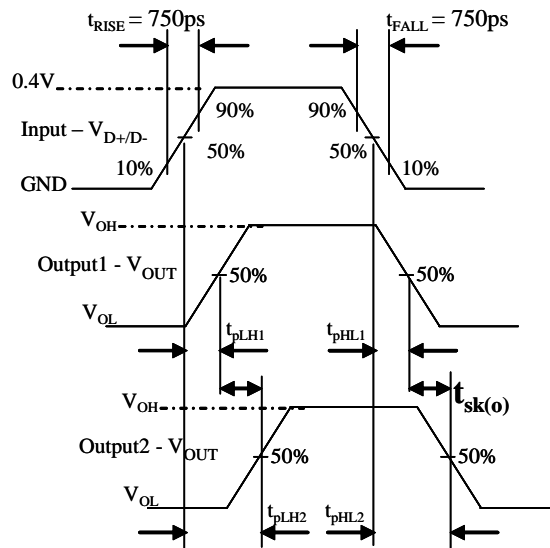 tRISE = 750ps
tFALL = 750ps
0.4V
90%
90%
Input – VD+/D-
50%
50%
10%
10%
GND
VOH
Output1 - VOUT
50%
50%
VOL
tpLH1
tpHL1
VOH
tsk(o)
Output2 - VOUT
50%
50%
VOL
tpLH2
tpHL2